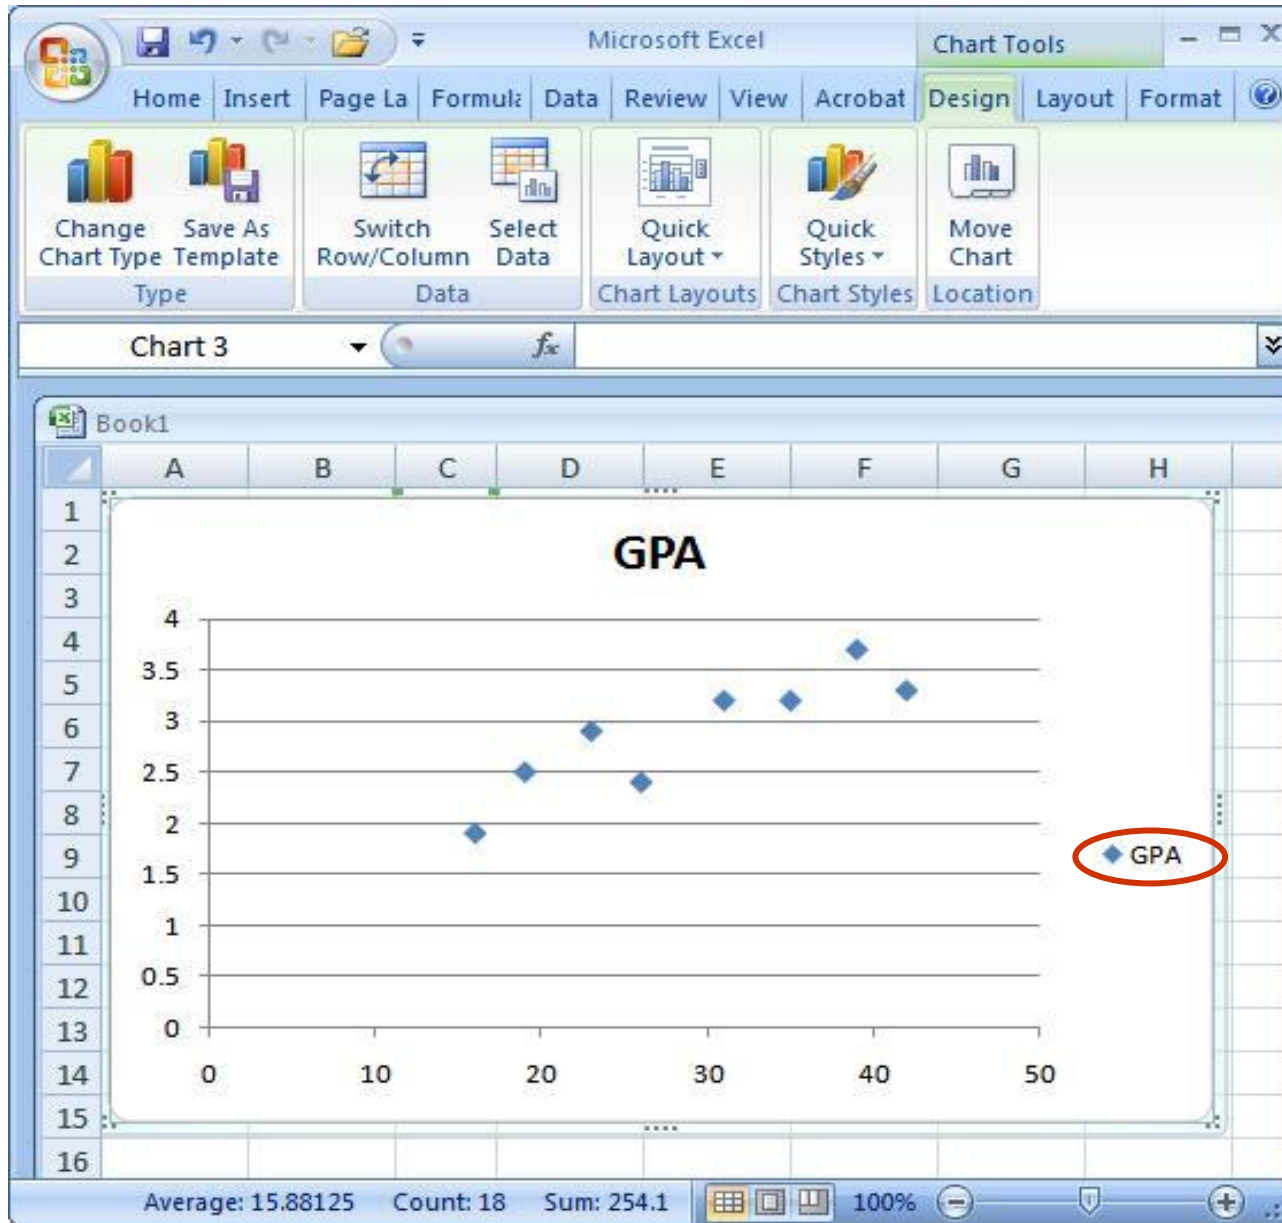 Microsoft Excel
Chart Tools
Home Insert Page La Formula Data Review View Acrobat Design Layout Format
Change Chart Type
Save As Template
Switch Row/Column
Select Data
Quick Layout
Quick Styles
Move Chart
Type Data Chart Layouts Chart Styles Location
Chart 3 fx
Book1
A B C D E F G H
1
2
3
4
5
6
7
8
9
10
11
12
13
14
15
16
GPA
4
3.5
3
2.5
2
1.5
1
0.5
0
0 10 20 30 40 50
GPA
Average: 15.88125 Count: 18 Sum: 254.1 100%